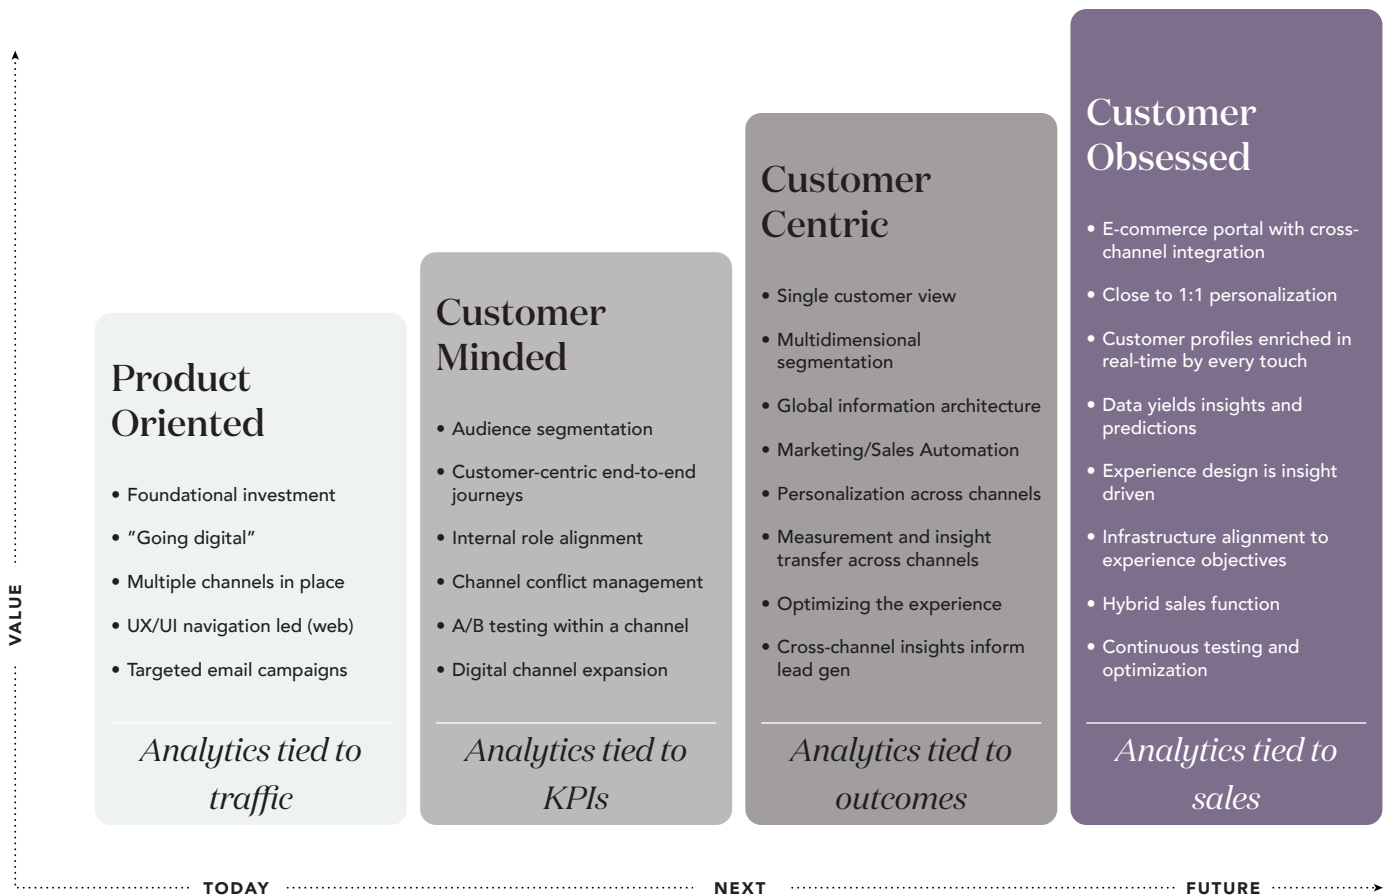 Product
Oriented
• Foundational investment
• ”Going digital”
• Multiple channels in place
• UX/UI navigation led (web)
• Targeted email campaigns
Analytics tied to
traffic
Customer
Minded
• Audience segmentation
• Customer-centric end-to-end
journeys
• Internal role alignment
• Channel conflict management
• A/B testing within a channel
• Digital channel expansion
Analytics tied to
KPIs
Customer
Centric
• Single customer view
• Multidimensional
segmentation
• Global information architecture
• Marketing/Sales Automation
• Personalization across channels
• Measurement and insight
transfer across channels
• Optimizing the experience
• Cross-channel insights inform
lead gen
Analytics tied to
outcomes
Customer
Obsessed
• E-commerce portal with cross-
channel integration
• Close to 1:1 personalization
• Customer profiles enriched in
real-time by every touch
• Data yields insights and
predictions
• Experience design is insight
driven
• Infrastructure alignment to
experience objectives
• Hybrid sales function
• Continuous testing and
optimization
Analytics tied to
sales
VALUE
TODAY
NEXT
FUTURE